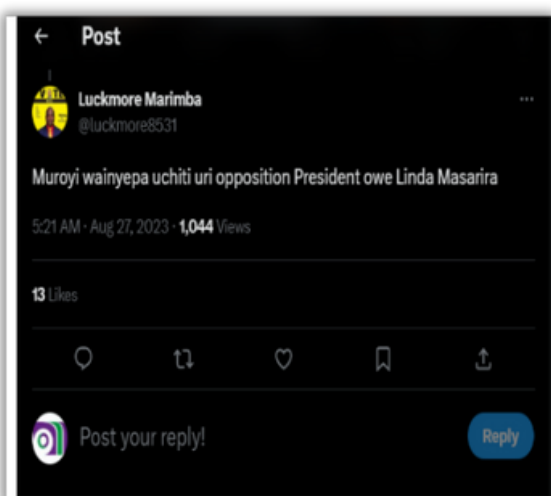 Post
Luckmore Marimba
@luckmore8531
Muroyi wainyepa uchiti uri opposition President owe Linda Masarira
5:21 AM · Aug 27, 2023 · 1,044 Views
13 Likes
Post your reply!
Reply